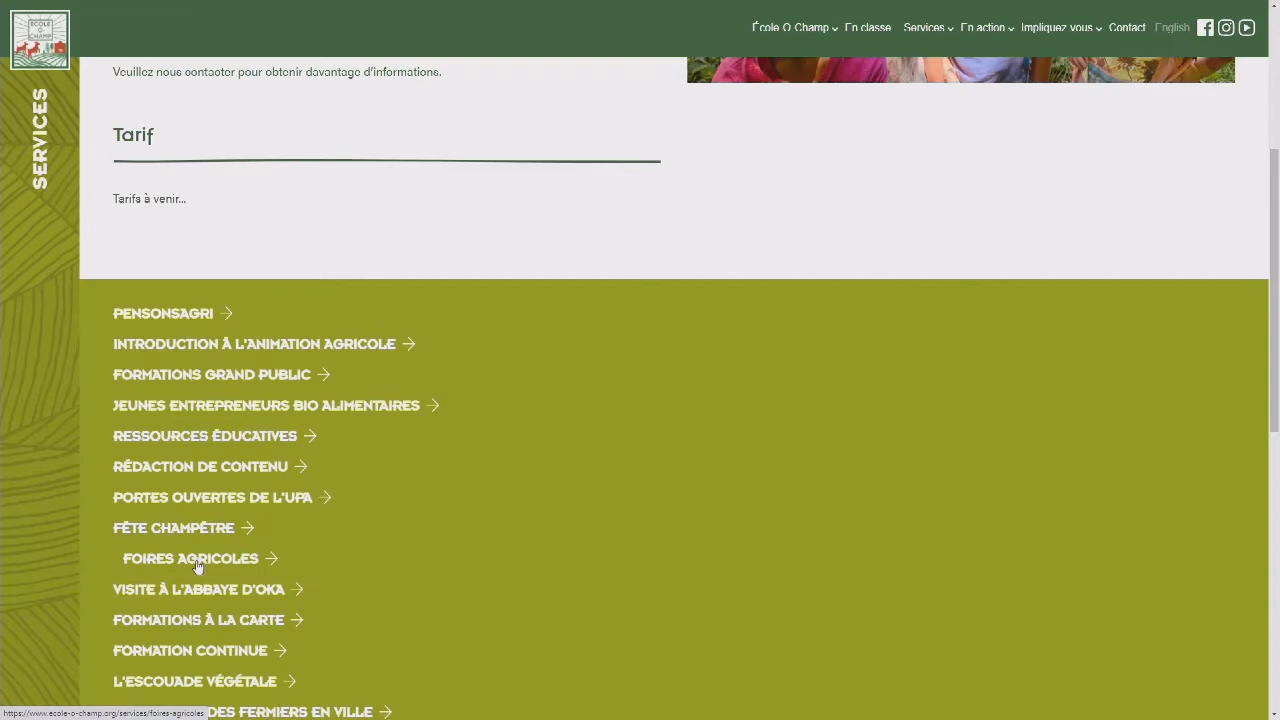 ÉCOLE
O
CHAMP
École-O-Champ
En classe
Services
En action
Impliquez-vous
Contact
English
SERVICES
Veuillez nous contacter pour obtenir davantage d'informations.
Tarif
Tarifs à venir...
PENSONSAGRI
INTRODUCTION À L'ANIMATION AGRICOLE
FORMATIONS GRAND PUBLIC
JEUNES ENTREPRENEURS BIO ALIMENTAIRES
RESSOURCES ÉDUCATIVES
RÉDACTION DE CONTENU
PORTES OUVERTES DE L'UPA
FÊTE CHAMPÊTRE
FOIRES AGRICOLES
VISITE À L'ABBAYE D'OKA
FORMATIONS À LA CARTE
FORMATION CONTINUE
L'ESCOUADE VÉGÉTALE
DES FERMIERS EN VILLE
https://www.ecole-o-champ.org/services/foires-agricoles